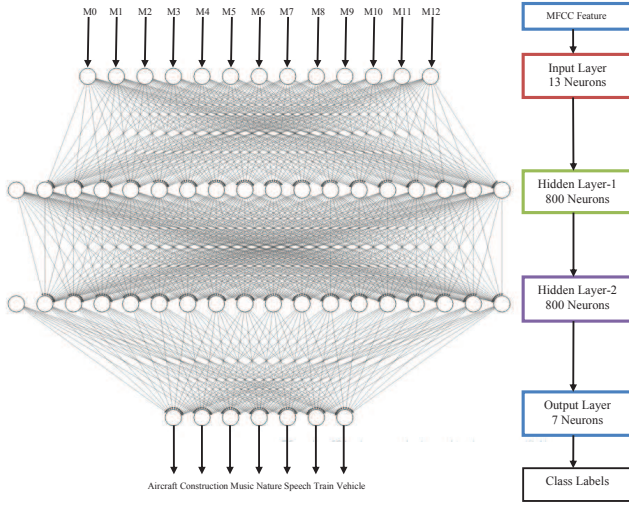 M0 M1 M2 M3 M4 M5 M6 M7 M8 M9 M10 M11 M12
MFCC Feature
Input Layer
13 Neurons
Hidden Layer-1
800 Neurons
Hidden Layer-2
800 Neurons
Output Layer
7 Neurons
Aircraft Construction Music Nature Speech Train Vehicle
Class Labels